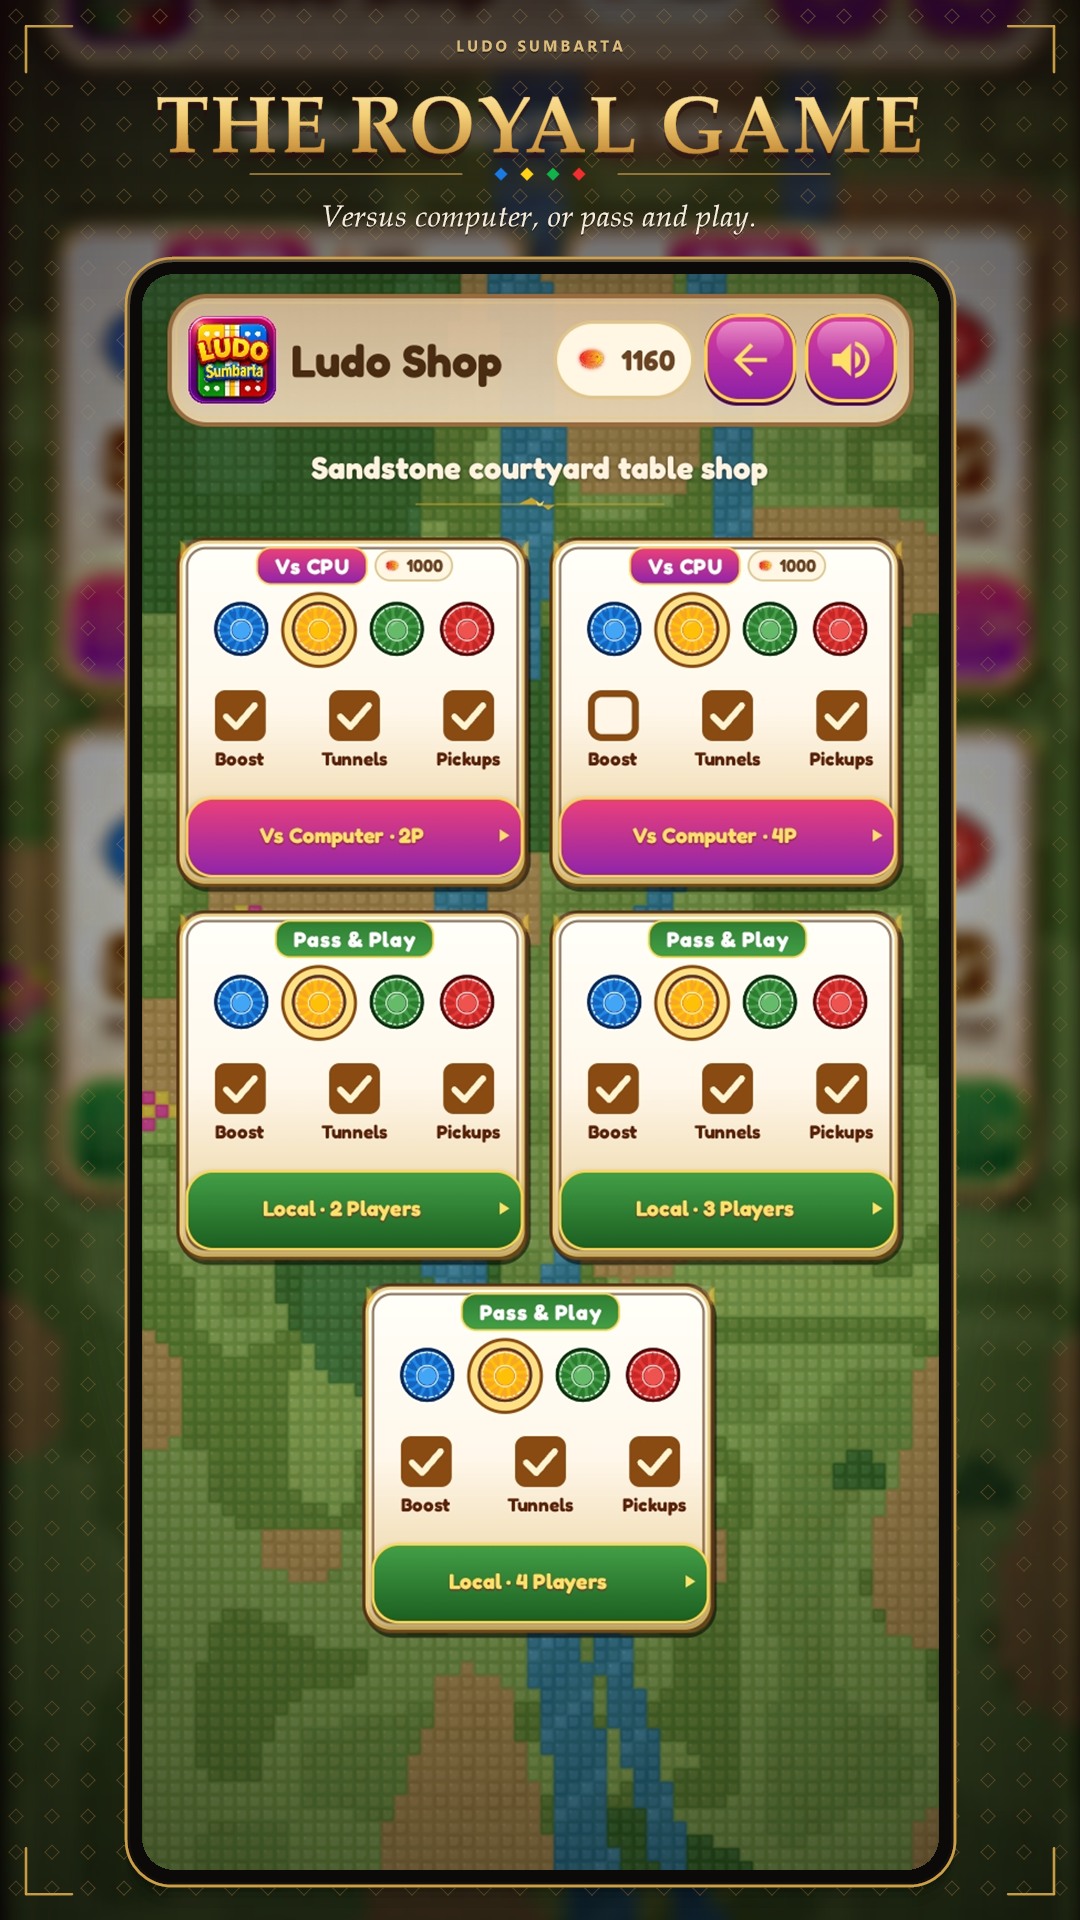 LUDO SUMBARTA
THE ROYAL GAME
Versus computer, or pass and play.
LUDO
Sumbarta
Ludo Shop
1160
Sandstone courtyard table shop
Vs CPU 1000
Vs CPU 1000
Boost Tunnels Pickups
Boost Tunnels Pickups
Vs Computer · 2P
Vs Computer · 4P
Pass & Play
Pass & Play
Boost Tunnels Pickups
Boost Tunnels Pickups
Local · 2 Players
Local · 3 Players
Pass & Play
Boost Tunnels Pickups
Local · 4 Players